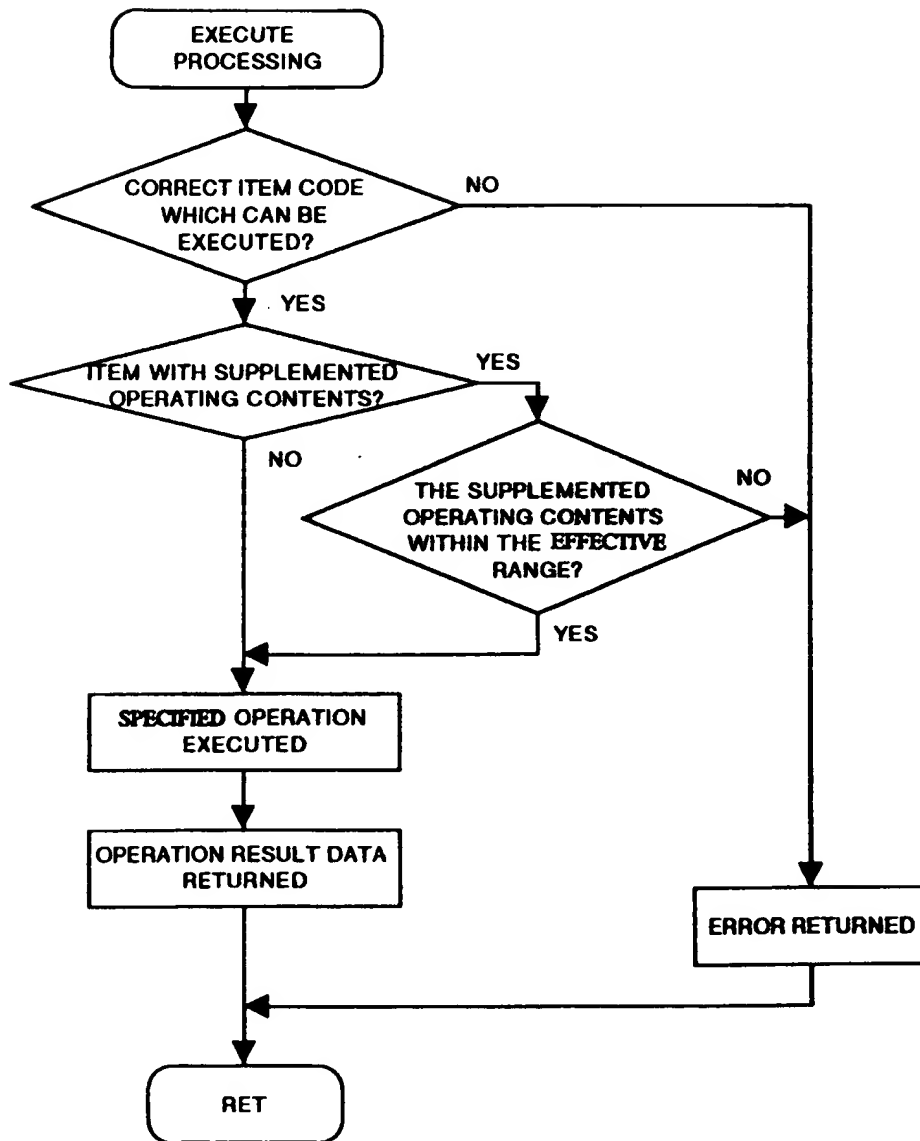 EXECUTE
PROCESSING
CORRECT ITEM CODE
WHICH CAN BE
EXECUTED?
NO
YES
ITEM WITH SUPPLEMENTED
OPERATING CONTENTS?
YES
NO
THE SUPPLEMENTED
OPERATING CONTENTS
WITHIN THE EFFECTIVE
RANGE?
NO
YES
SPECIFIED OPERATION
EXECUTED
OPERATION RESULT DATA
RETURNED
ERROR RETURNED
RET